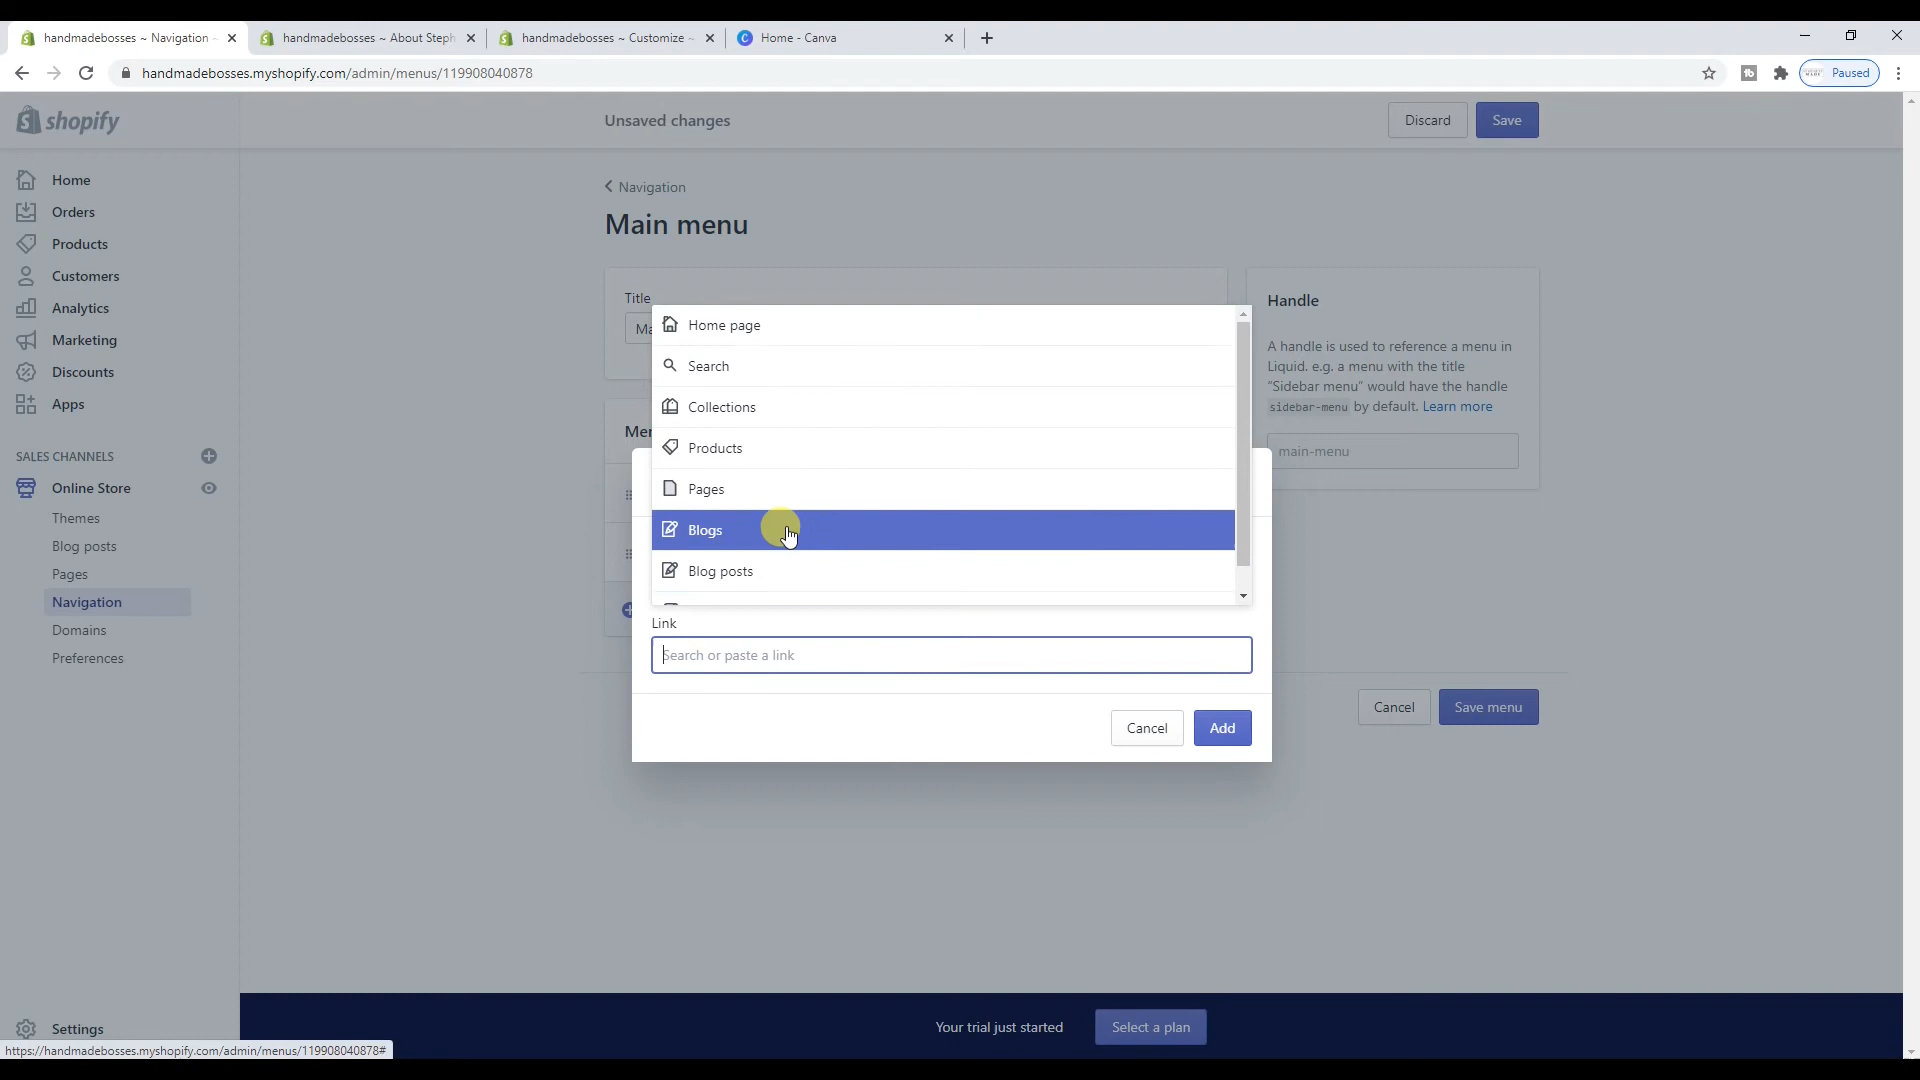 handmadebosses ~ Navigation ~
handmadebosses ~ About Steph
handmadebosses ~ Customize ~
Home - Canva
handmadebosses.myshopify.com/admin/menus/119908040878
Paused
shopify
Unsaved changes
Discard
Save
Home
Orders
Products
Customers
Analytics
Marketing
Discounts
Apps
SALES CHANNELS
Online Store
Themes
Blog posts
Pages
Navigation
Domains
Preferences
Settings
Navigation
Main menu
Title
Ma
Men
Home page
Search
Collections
Products
Pages
Blogs
Blog posts
Link
Search or paste a link
Cancel
Add
Handle
A handle is used to reference a menu in
Liquid. e.g. a menu with the title
“Sidebar menu” would have the handle
sidebar-menu by default. Learn more
main-menu
Cancel
Save menu
Your trial just started
Select a plan
https://handmadebosses.myshopify.com/admin/menus/119908040878#